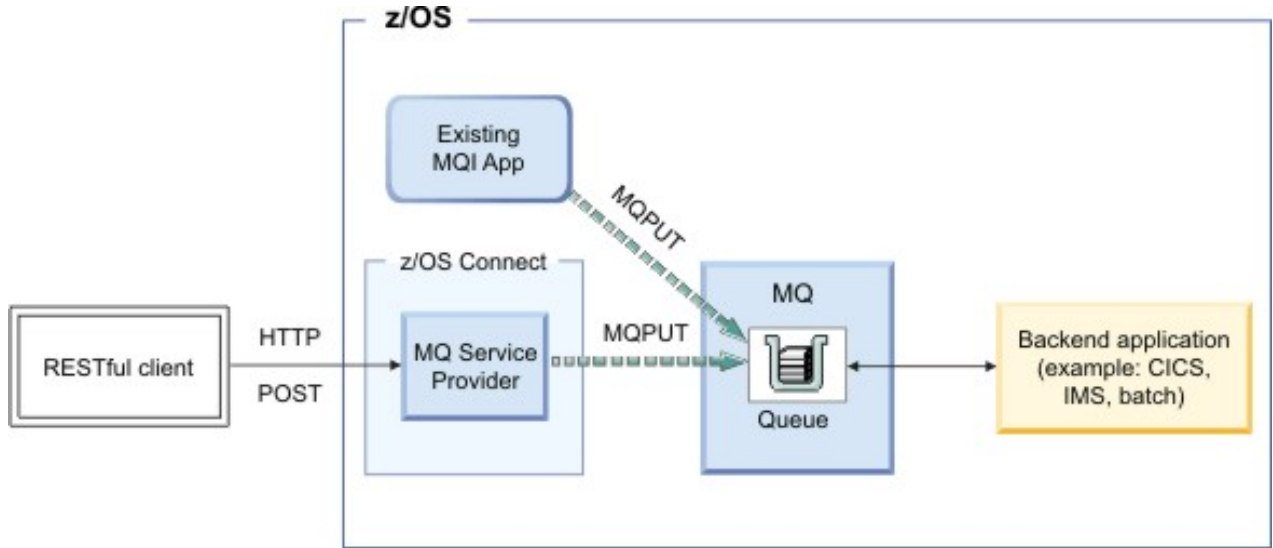 z/OS
Existing
MQI App
MQPUT
z/OS Connect
MQ
RESTful client
HTTP
POST
MQ Service
Provider
MQPUT
Queue
Backend application
(example: CICS,
IMS, batch)